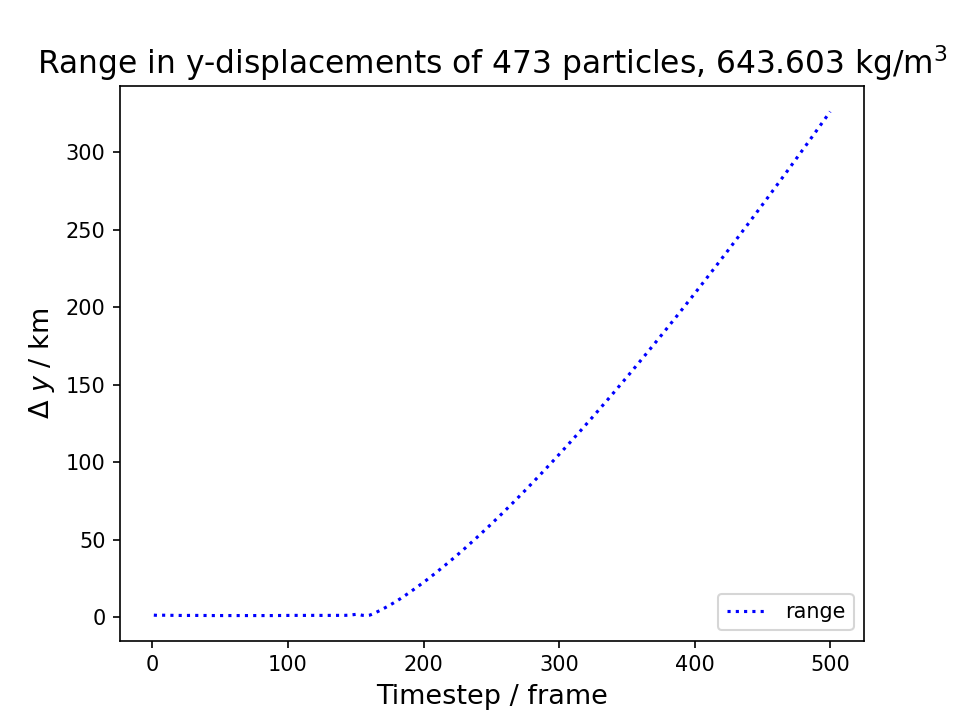 Range in y-displacements of 473 particles, 643.603 kg/m³
300
250
200
150
100
50
0
Δ y / km
0 100 200 300 400 500
Timestep / frame
range